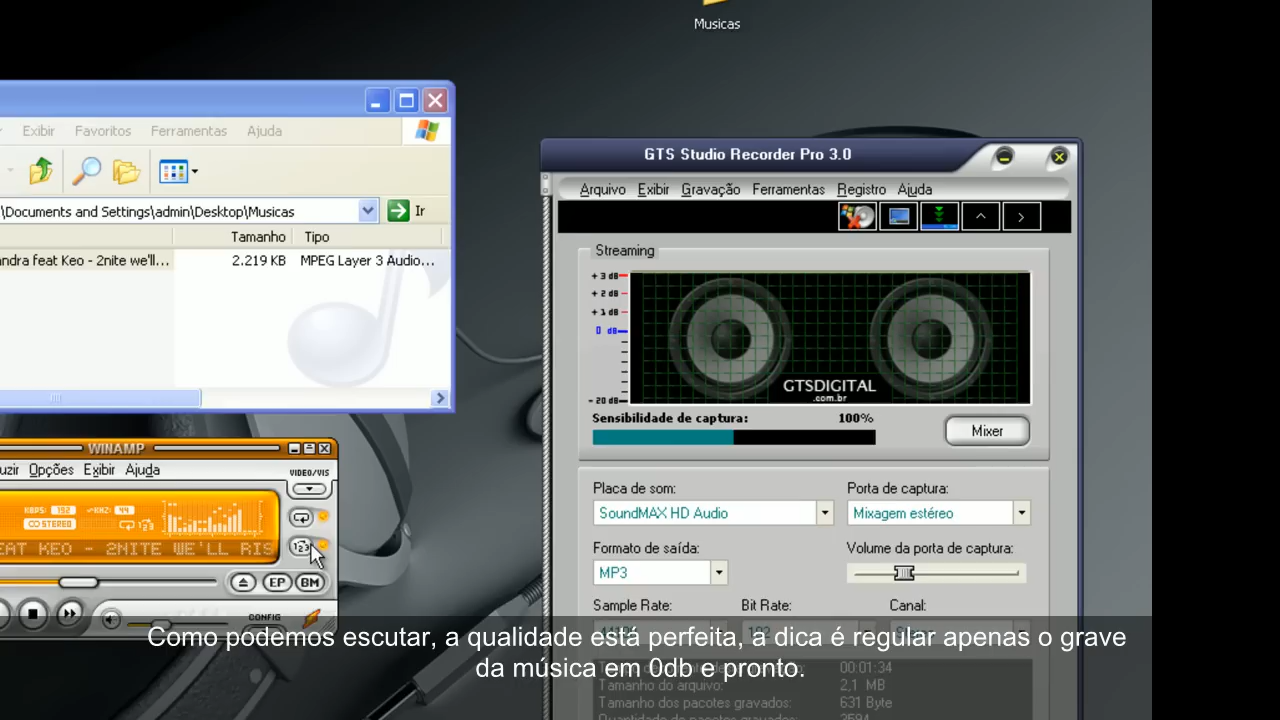 Musicas
Exibir Favoritos Ferramentas Ajuda
\Documents and Settings\admin\Desktop\Musicas Ir
Tamanho Tipo
andra feat Keo - 2nite we'll... 2.219 KB MPEG Layer 3 Audio...
GTS Studio Recorder Pro 3.0
Arquivo Exibir Gravação Ferramentas Registro Ajuda
Streaming
+ 3 dB
+ 2 dB
+ 1 dB
0 dB
- 20 dB
GTSDIGITAL
.com.br
Sensibilidade de captura: 100%
Mixer
Placa de som: Porta de captura:
SoundMAX HD Audio Mixagem estéreo
Formato de saída: Volume da porta de captura:
MP3
Sample Rate: Bit Rate: Canal:
192
00:01:34
Tamanho do arquivo: 2,1 MB
Tamanho dos pacotes gravados: 631 Byte
WINAMP
uzir Opções Exibir Ajuda
VIDEO/VIS
KBPS: 192 KHZ: 44
STEREO 123
EAT KEO - 2NITE WE'LL RIS
123
EP BM
CONFIG
Como podemos escutar, a qualidade está perfeita, a dica é regular apenas o grave
da música em 0db e pronto.